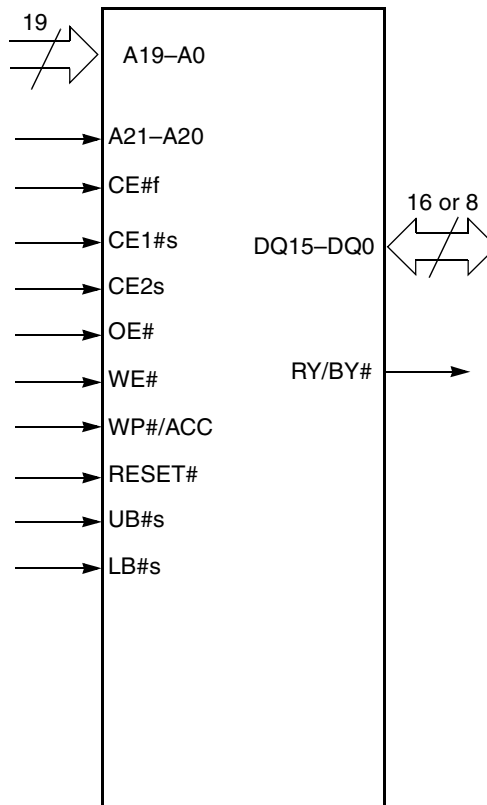 19
A19–A0
A21–A20
CE#f
16 or 8
CE1#s
DQ15–DQ0
CE2s
OE#
WE#
RY/BY#
WP#/ACC
RESET#
UB#s
LB#s